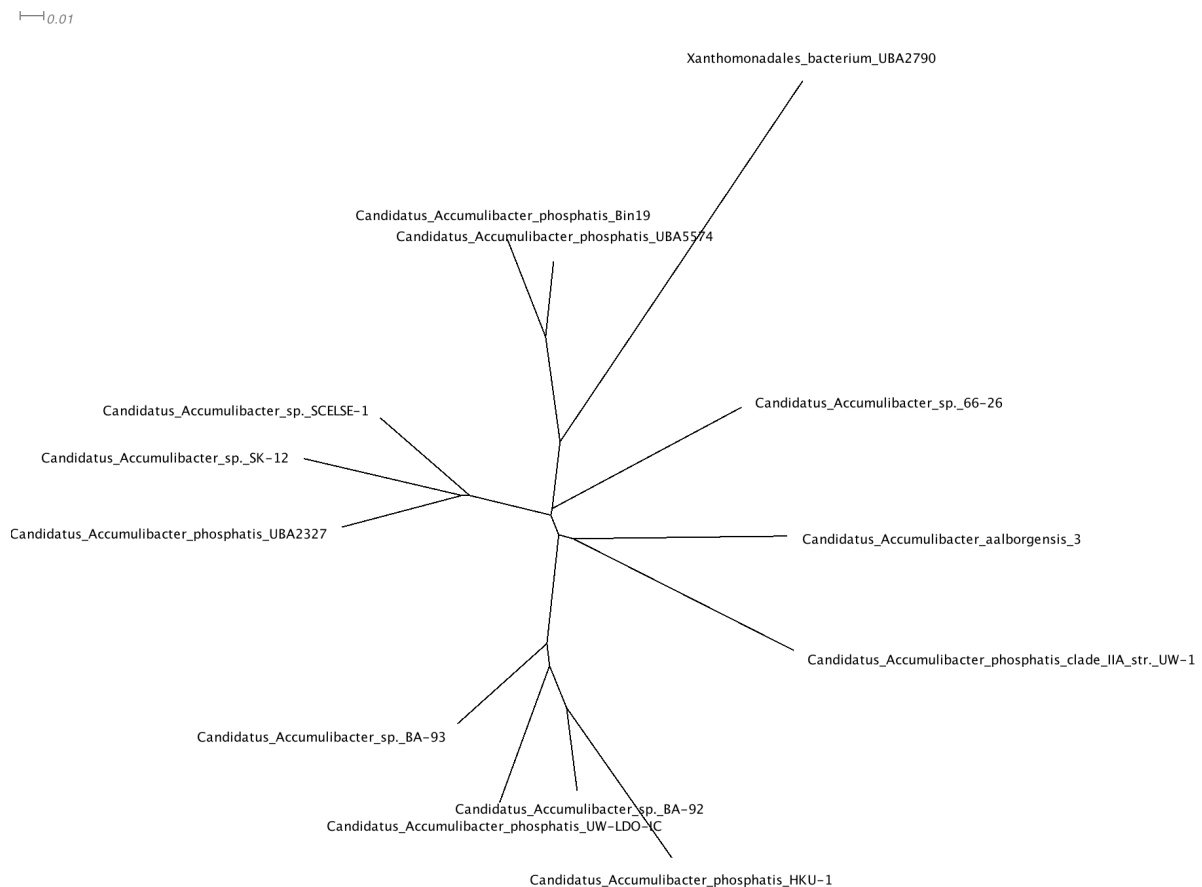 0.01
Xanthomonadales_bacterium_UBA2790
Candidatus_Accumulibacter_phosphatis_Bin19
Candidatus_Accumulibacter_phosphatis_UBA5574
Candidatus_Accumulibacter_sp._66-26
Candidatus_Accumulibacter_sp._SCELSE-1
Candidatus_Accumulibacter_sp._SK-12
Candidatus_Accumulibacter_phosphatis_UBA2327
Candidatus_Accumulibacter_aalborgensis_3
Candidatus_Accumulibacter_phosphatis_clade_IIA_str._UW-1
Candidatus_Accumulibacter_sp._BA-93
Candidatus_Accumulibacter_sp._BA-92
Candidatus_Accumulibacter_phosphatis_UW-LDO-IC
Candidatus_Accumulibacter_phosphatis_HKU-1